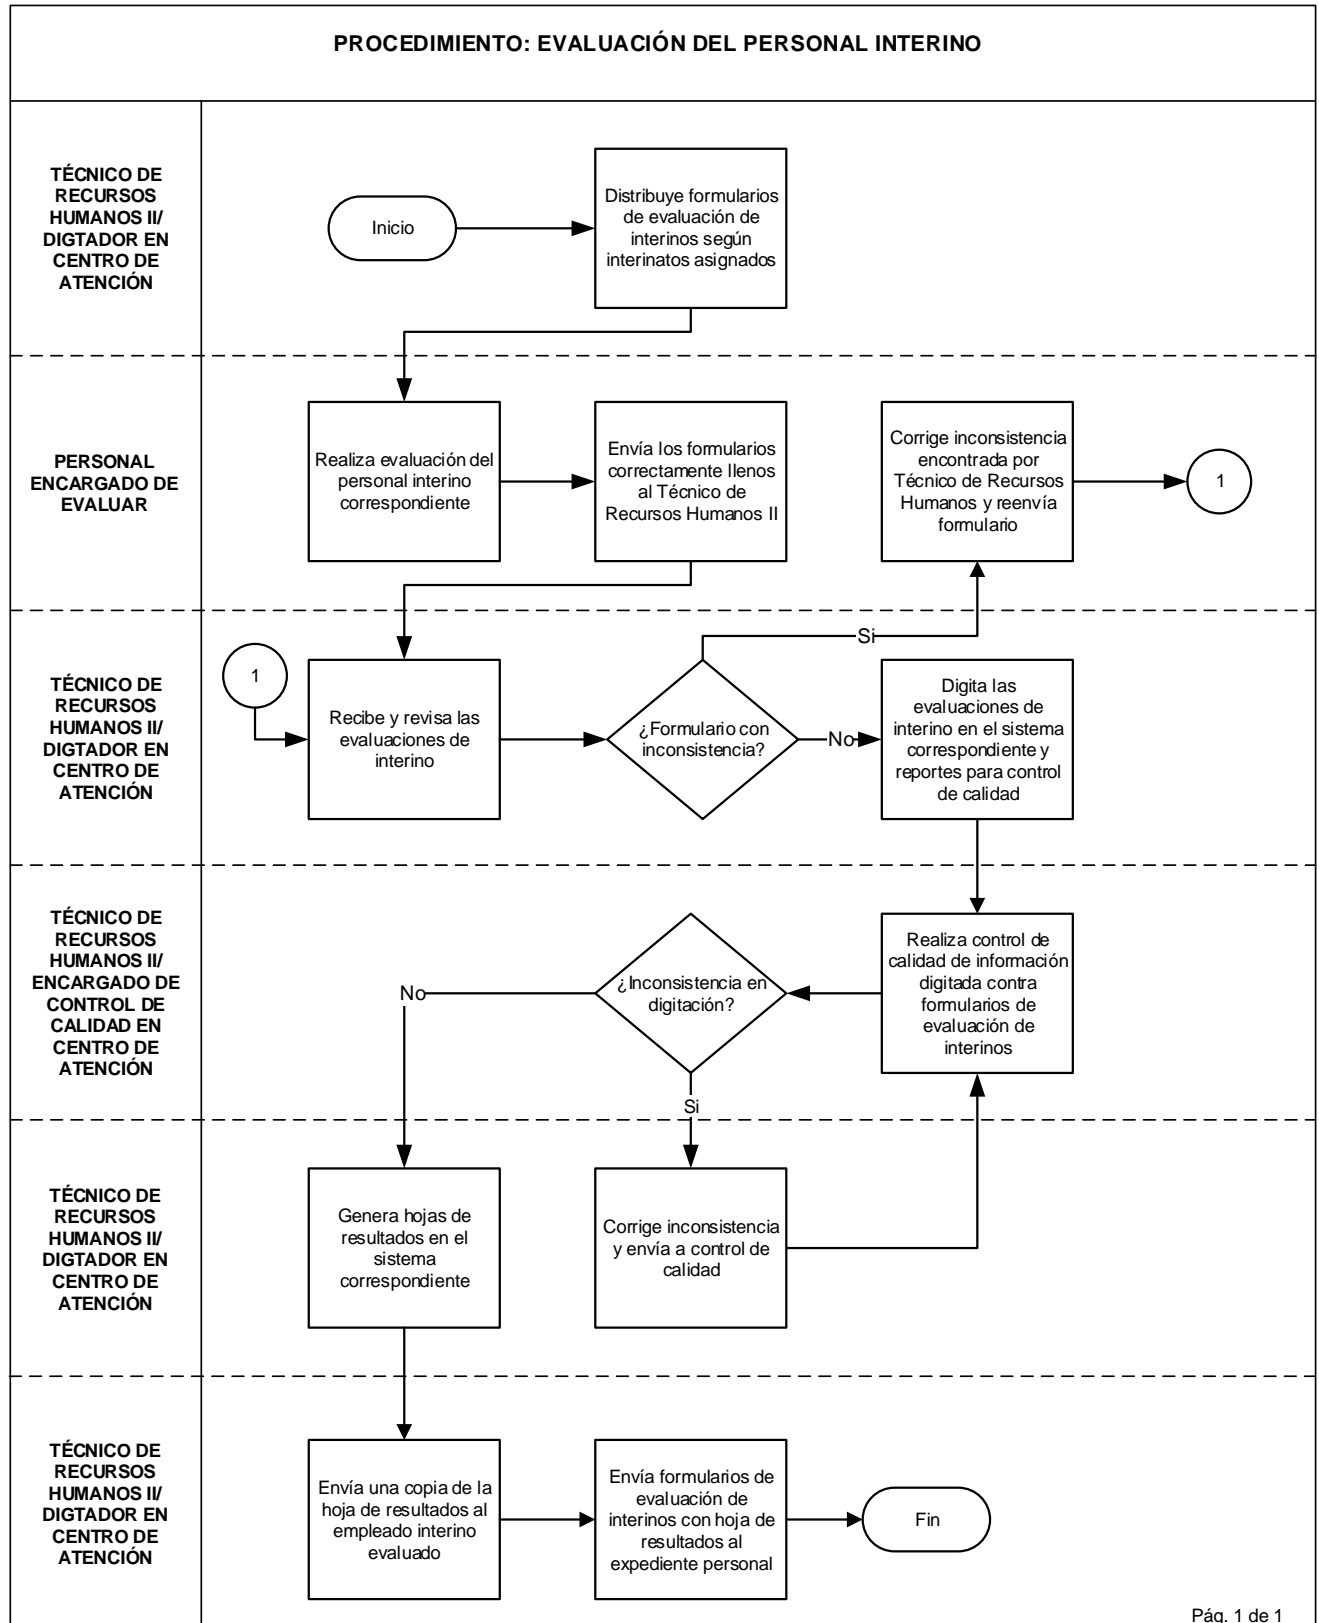 PROCEDIMIENTO: EVALUACIÓN DEL PERSONAL INTERINO
TÉCNICO DE
RECURSOS
HUMANOS II/
DIGTADOR EN
CENTRO DE
ATENCIÓN
Inicio
Distribuye formularios
de evaluación de
interinos según
interinatos asignados
PERSONAL
ENCARGADO DE
EVALUAR
Realiza evaluación del
personal interino
correspondiente
Envía los formularios
correctamente llenos
al Técnico de
Recursos Humanos II
Corrige inconsistencia
encontrada por
Técnico de Recursos
Humanos y reenvía
formulario
1
TÉCNICO DE
RECURSOS
HUMANOS II/
DIGTADOR EN
CENTRO DE
ATENCIÓN
1
Recibe y revisa las
evaluaciones de
interino
¿Formulario con
inconsistencia?
Si
No
Digita las
evaluaciones de
interino en el sistema
correspondiente y
reportes para control
de calidad
TÉCNICO DE
RECURSOS
HUMANOS II/
ENCARGADO DE
CONTROL DE
CALIDAD EN
CENTRO DE
ATENCIÓN
No
¿Inconsistencia en
digitación?
Si
Realiza control de
calidad de información
digitada contra
formularios de
evaluación de
interinos
TÉCNICO DE
RECURSOS
HUMANOS II/
DIGTADOR EN
CENTRO DE
ATENCIÓN
Genera hojas de
resultados en el
sistema
correspondiente
Corrige inconsistencia
y envía a control de
calidad
TÉCNICO DE
RECURSOS
HUMANOS II/
DIGTADOR EN
CENTRO DE
ATENCIÓN
Envía una copia de la
hoja de resultados al
empleado interino
evaluado
Envía formularios de
evaluación de
interinos con hoja de
resultados al
expediente personal
Fin
Pág. 1 de 1